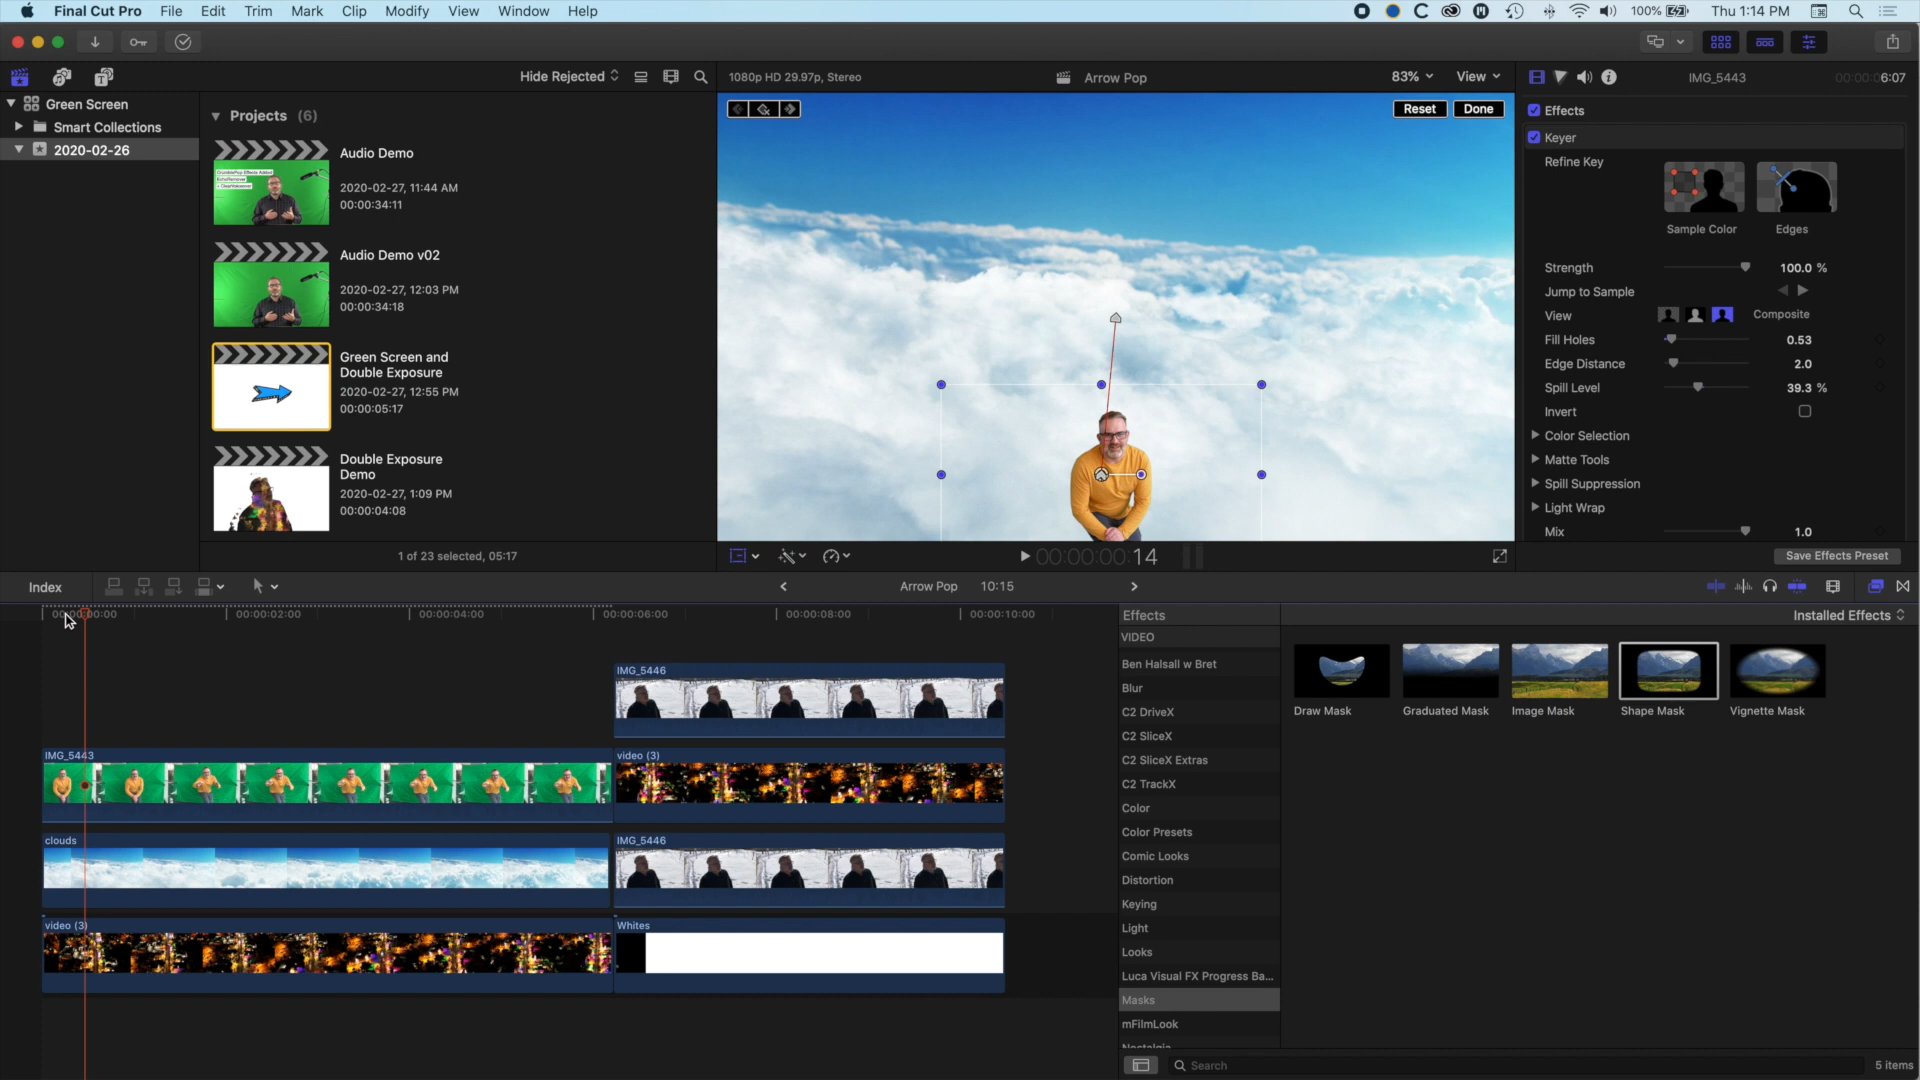 Final Cut Pro File Edit Trim Mark Clip Modify View Window Help
100% Thu 1:14 PM
Hide Rejected
1080p HD 29.97p, Stereo
Arrow Pop
83%
View
IMG_5443
00:00:06:07
Green Screen
Smart Collections
2020-02-26
Projects (6)
Audio Demo
2020-02-27, 11:44 AM
00:00:34:11
Audio Demo v02
2020-02-27, 12:03 PM
00:00:34:18
Green Screen and
Double Exposure
2020-02-27, 12:55 PM
00:00:05:17
Double Exposure
Demo
2020-02-27, 1:09 PM
00:00:04:08
1 of 23 selected, 05:17
Reset
Done
00:00:00:14
Effects
Keyer
Refine Key
Sample Color
Edges
Strength 100.0 %
Jump to Sample
View Composite
Fill Holes 0.53
Edge Distance 2.0
Spill Level 39.3 %
Invert
Color Selection
Matte Tools
Spill Suppression
Light Wrap
Mix 1.0
Save Effects Preset
Index
Arrow Pop 10:15
00:00:02:00
00:00:04:00
00:00:06:00
00:00:08:00
00:00:10:00
IMG_5446
IMG_5443
video (3)
clouds
IMG_5446
video (3)
Whites
Effects
Installed Effects
VIDEO
Ben Halsall w Bret
Blur
C2 DriveX
C2 SliceX
C2 SliceX Extras
C2 TrackX
Color
Color Presets
Comic Looks
Distortion
Keying
Light
Looks
Luca Visual FX Progress Ba...
Masks
mFilmLook
Nostalgia
Draw Mask
Graduated Mask
Image Mask
Shape Mask
Vignette Mask
Search
5 items